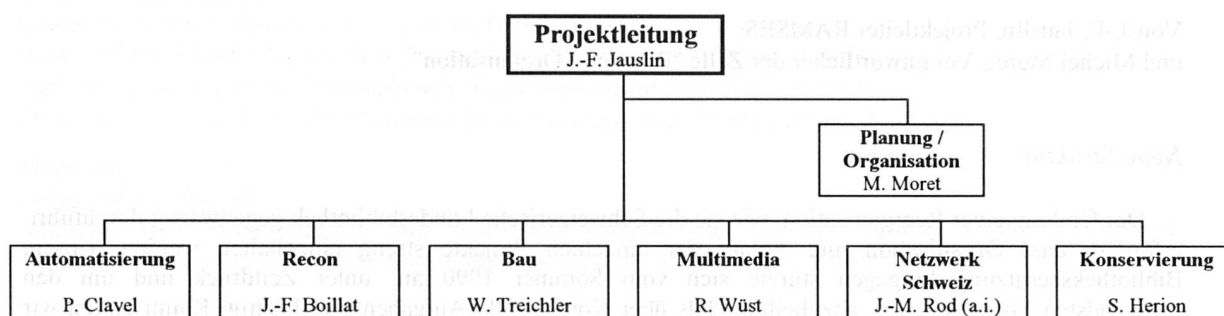 Projektleitung
J.-F. Jauslin
Planung /
Organisation
M. Moret
Automatisierung
P. Clavel
Recon
J.-F. Boillat
Bau
W. Treichler
Multimedia
R. Wüst
Netzwerk
Schweiz
J.-M. Rod (a.i.)
Konservierung
S. Herion